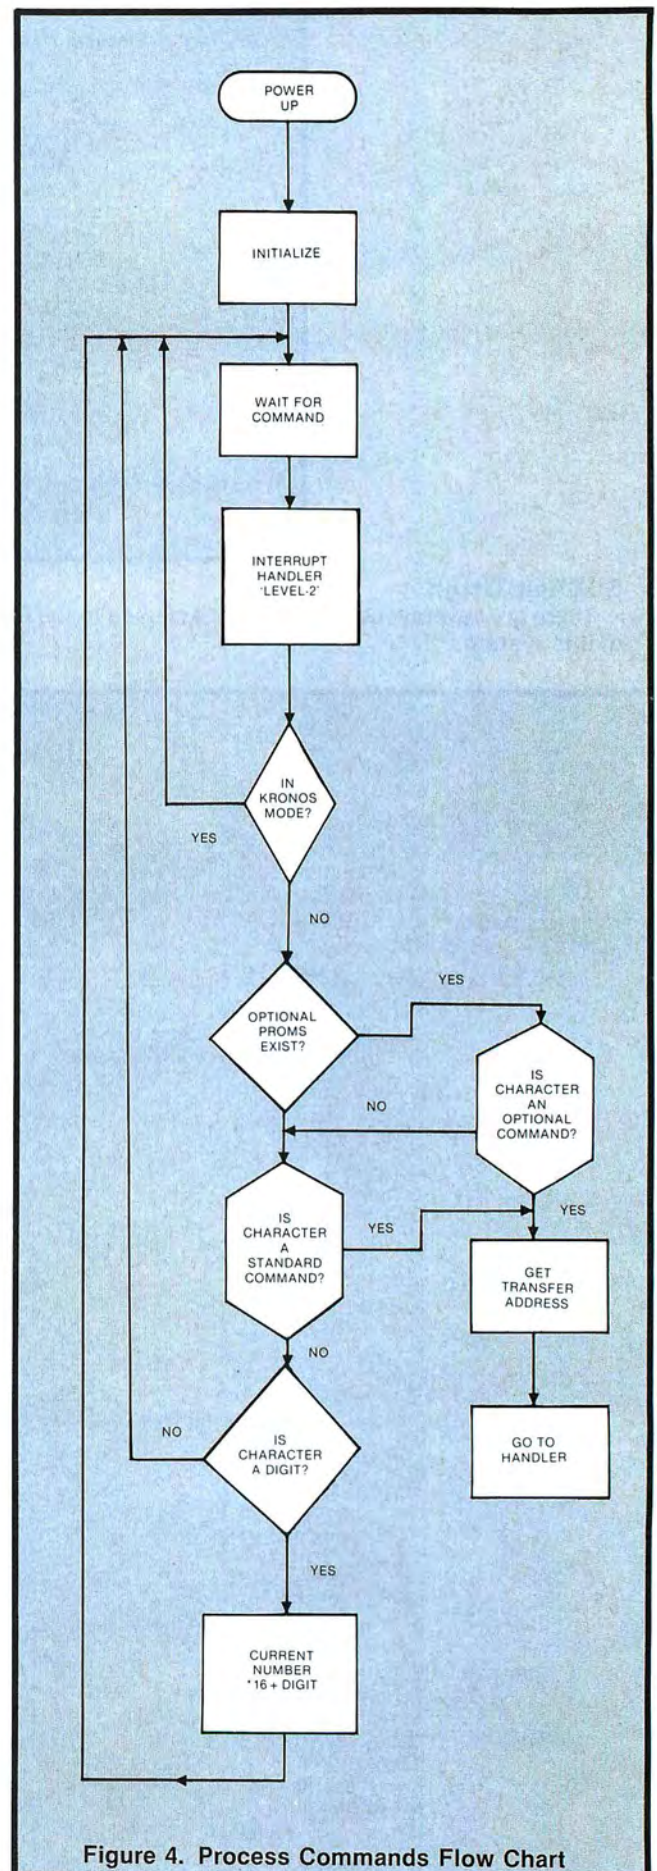 POWER
UP
INITIALIZE
WAIT FOR
COMMAND
INTERRUPT
HANDLER
'LEVEL-2'
IN
KRONOS
MODE?
YES
NO
OPTIONAL
PROMS
EXIST?
YES
IS
CHARACTER
AN
OPTIONAL
COMMAND?
NO
IS
CHARACTER
A
STANDARD
COMMAND?
YES
YES
GET
TRANSFER
ADDRESS
NO
GO TO
HANDLER
NO
IS
CHARACTER
A DIGIT?
YES
CURRENT
NUMBER
*16 + DIGIT
Figure 4. Process Commands Flow Chart